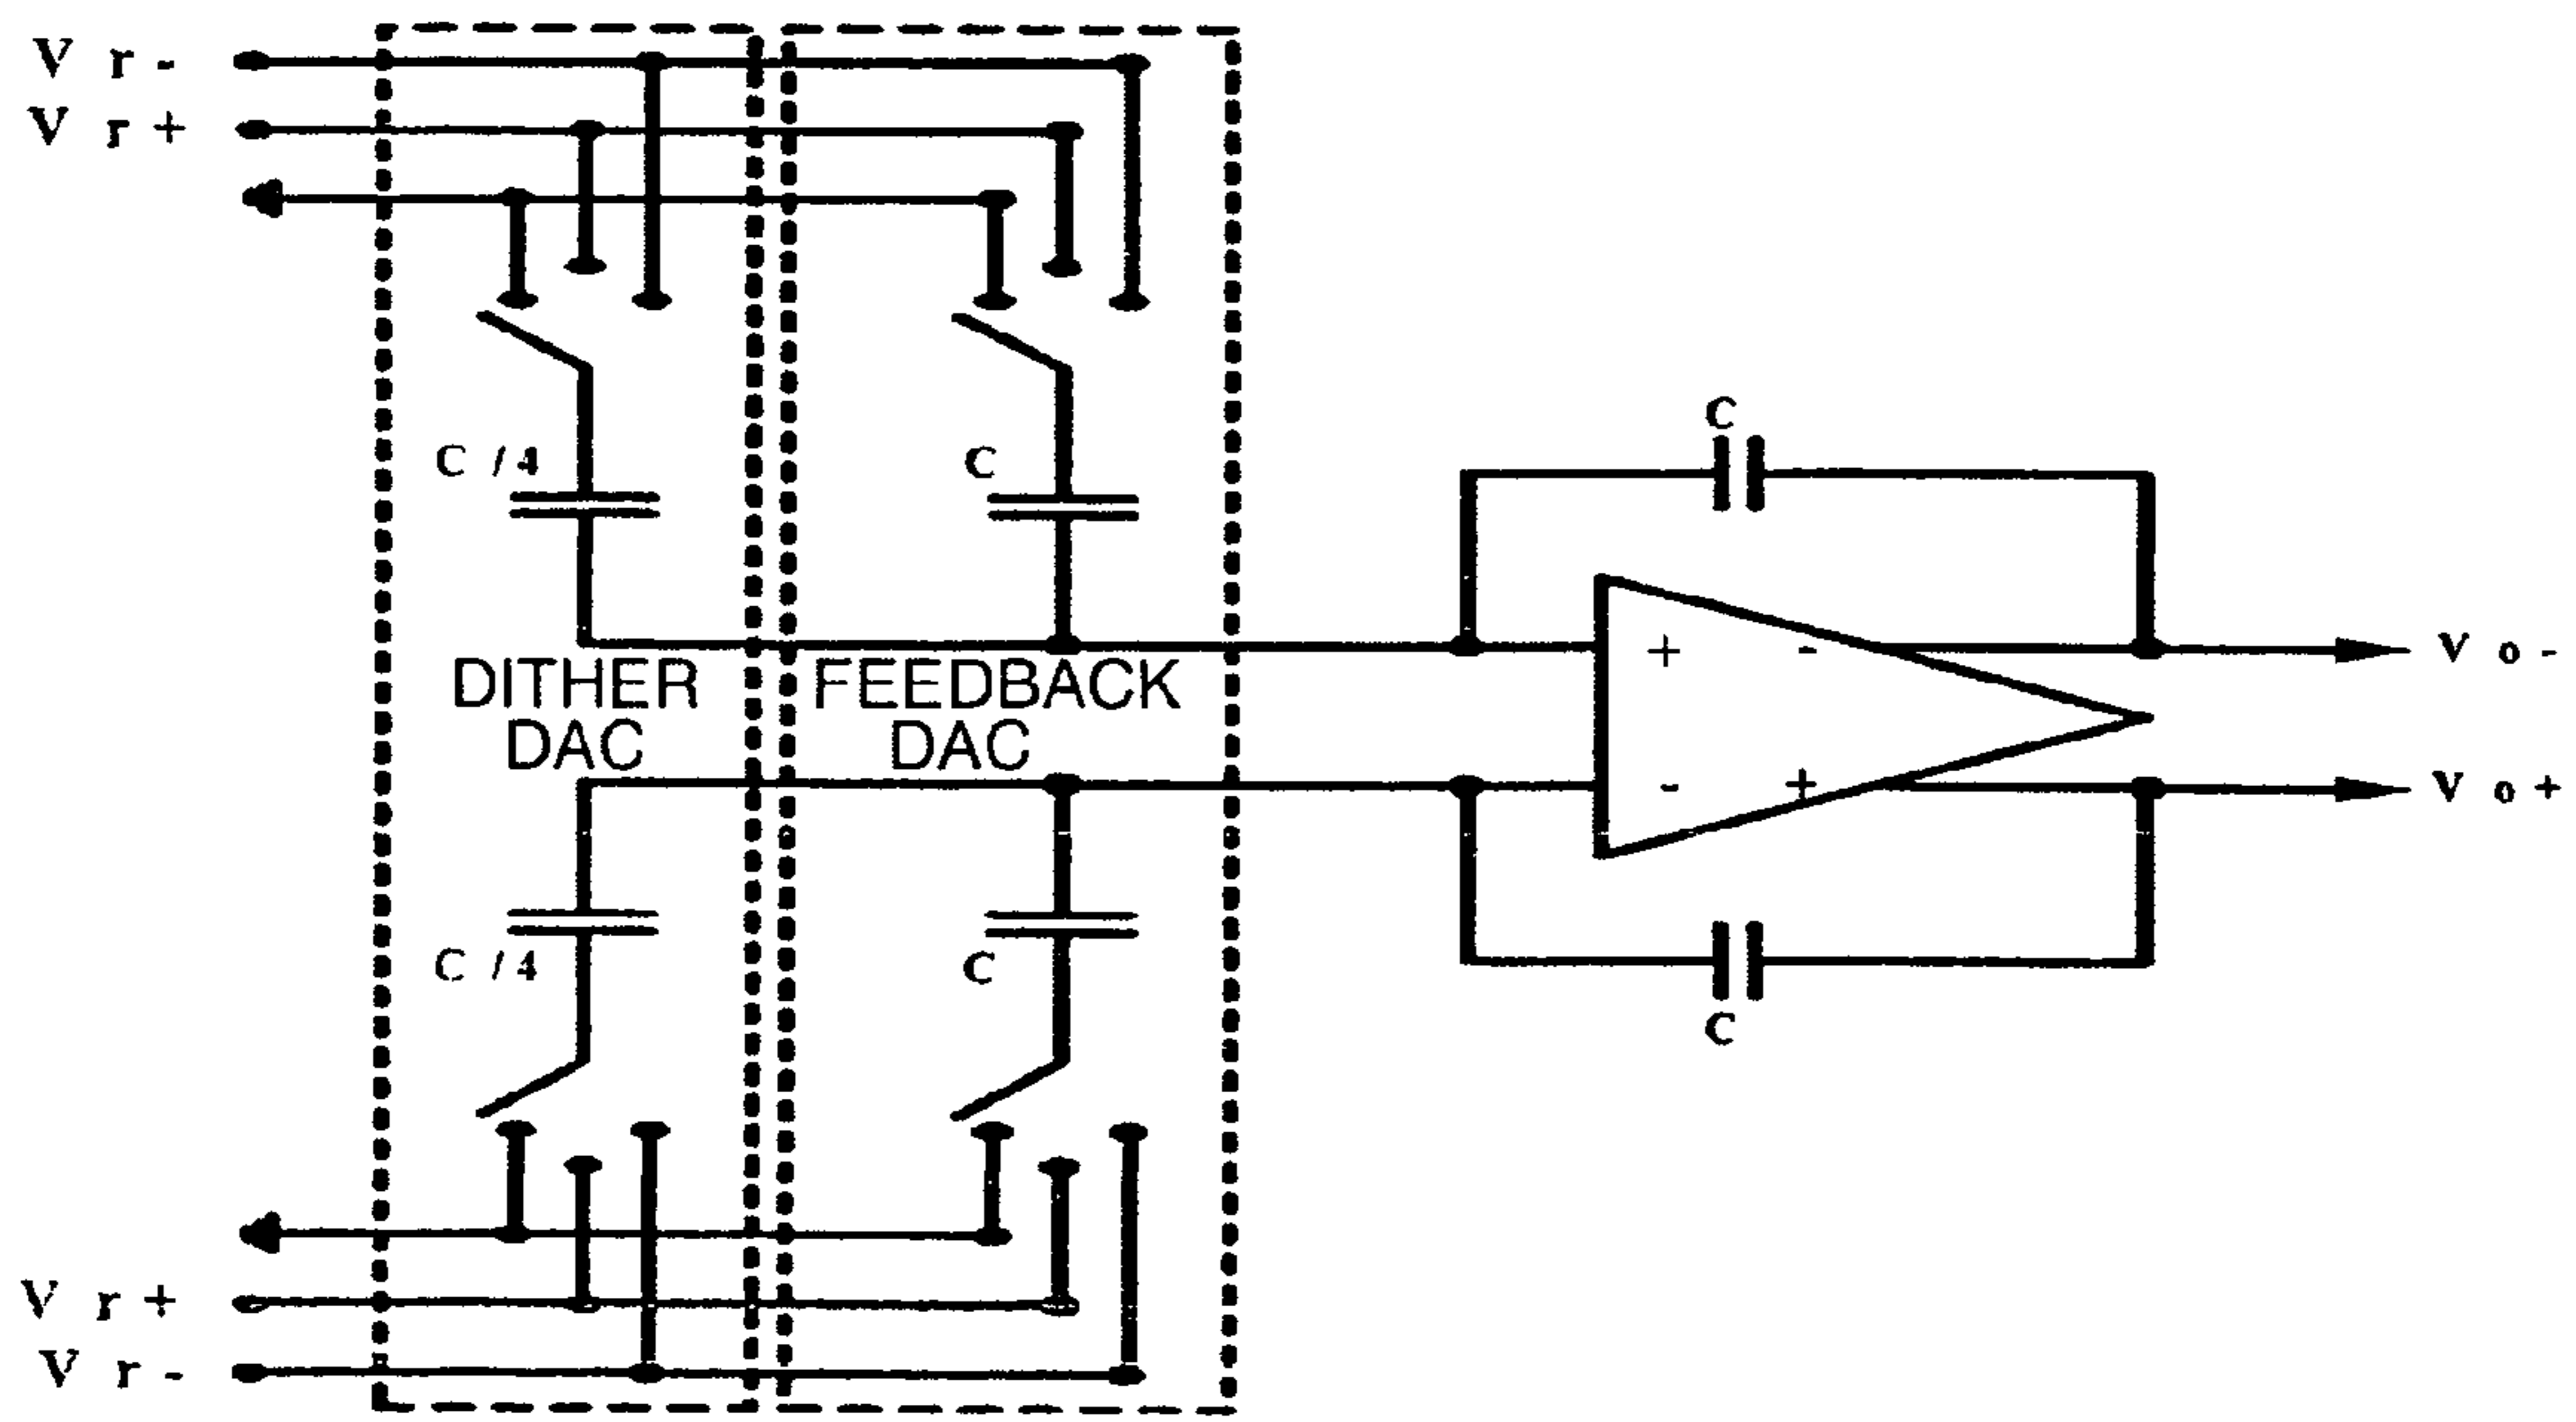 V r -
V r +
C / 4
C
C
+
-
V o -
DITHER
DAC
FEEDBACK
DAC
-
+
V o +
C / 4
C
C
V r +
V r -